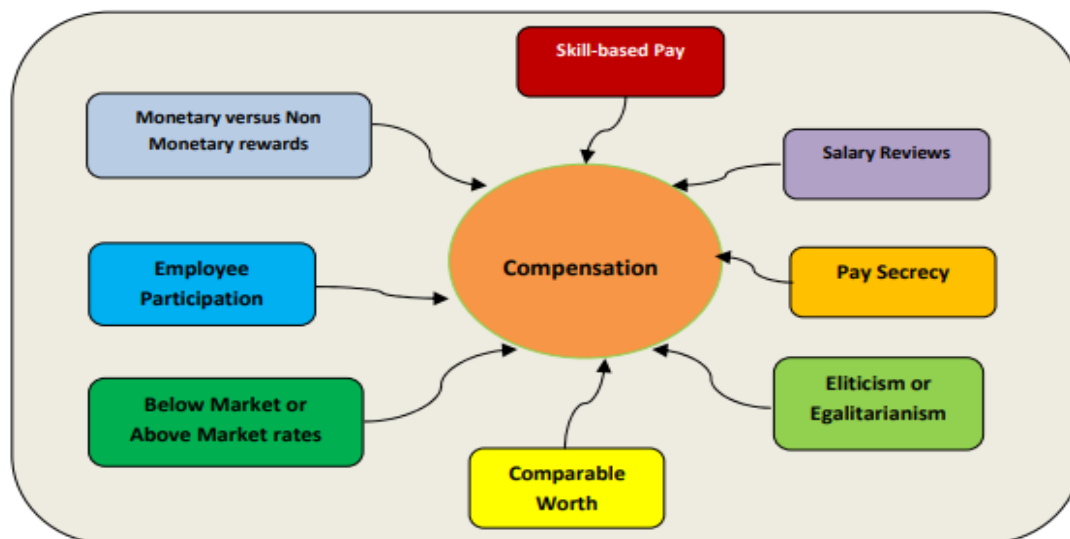 Skill-based Pay
Monetary versus Non
Monetary rewards
Salary Reviews
Employee
Participation
Compensation
Pay Secrecy
Below Market or
Above Market rates
Eliticism or
Egalitarianism
Comparable
Worth